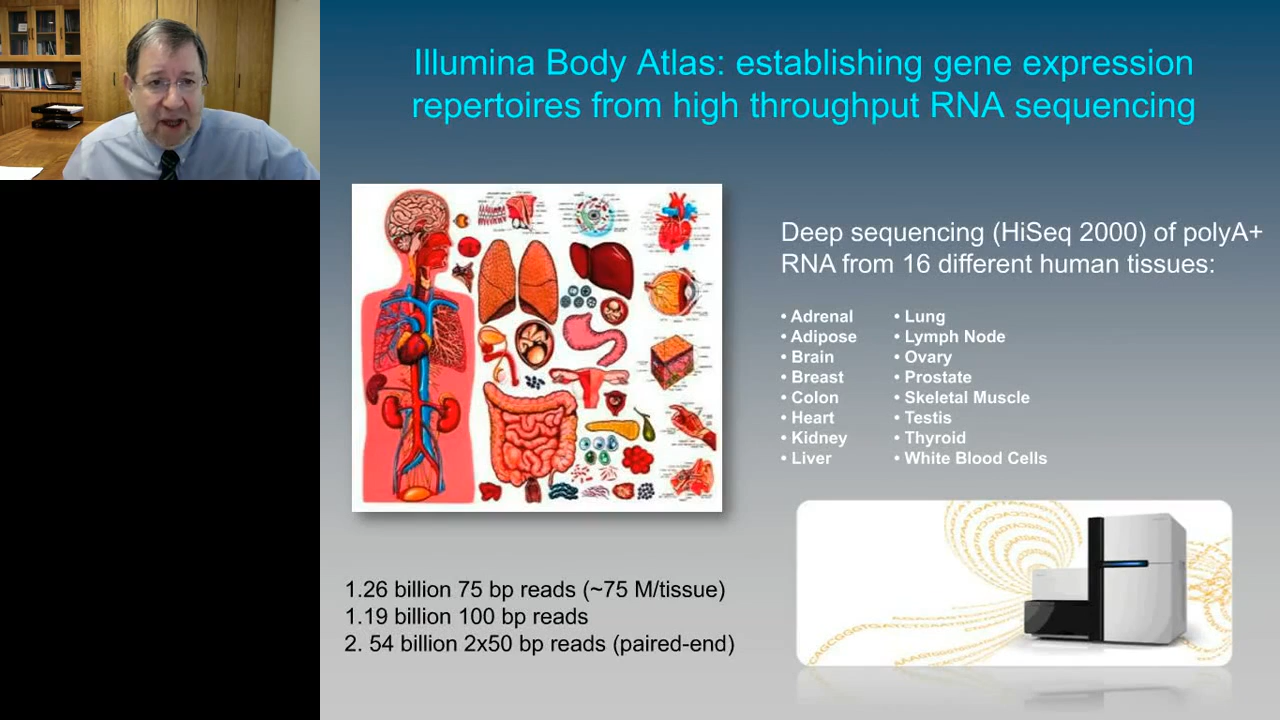 Illumina Body Atlas: establishing gene expression
repertoires from high throughput RNA sequencing
Deep sequencing (HiSeq 2000) of polyA+
RNA from 16 different human tissues:
• Adrenal
• Adipose
• Brain
• Breast
• Colon
• Heart
• Kidney
• Liver
• Lung
• Lymph Node
• Ovary
• Prostate
• Skeletal Muscle
• Testis
• Thyroid
• White Blood Cells
1.26 billion 75 bp reads (~75 M/tissue)
1.19 billion 100 bp reads
2. 54 billion 2x50 bp reads (paired-end)